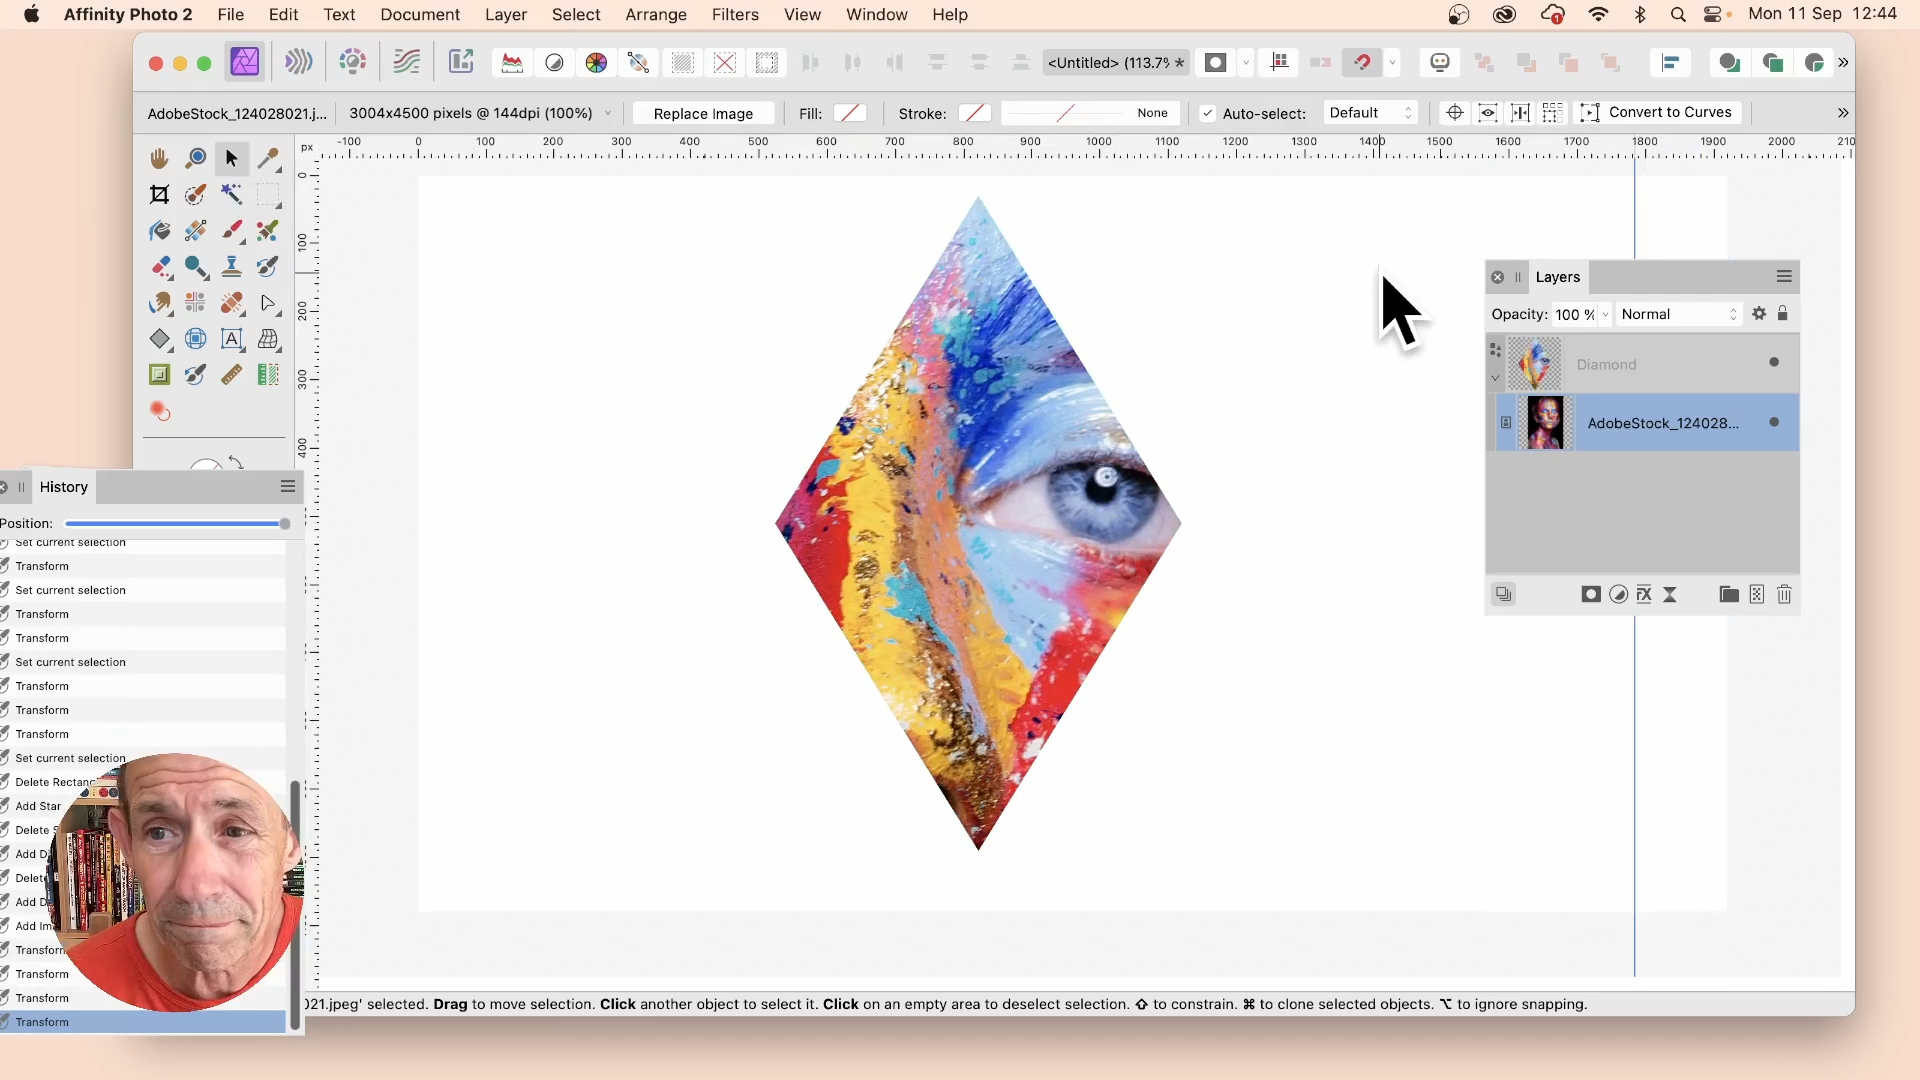 Affinity Photo 2 File Edit Text Document Layer Select Arrange Filters View Window Help Mon 11 Sep 12:44
<Untitled> (113.7% *
AdobeStock_124028021.j... 3004x4500 pixels @ 144dpi (100%) Replace Image Fill: Stroke: None Auto-select: Default Convert to Curves
px -100 0 100 200 300 400 500 600 700 800 900 1000 1100 1200 1300 1400 1500 1600 1700 1800 1900 2000 210
0
100
200
300
400
Layers
Opacity: 100 % Normal
Diamond
AdobeStock_124028...
History
Position:
Set current selection
Transform
Set current selection
Transform
Transform
Set current selection
Transform
Transform
Transform
Set current selection
Delete Rectang
Add Star
Delete S
Add D
Delet
Add D
Add Im
Transform
Transform
Transform
Transform
021.jpeg' selected. Drag to move selection. Click another object to select it. Click on an empty area to deselect selection. ⇧ to constrain. ⌘ to clone selected objects. ⌥ to ignore snapping.